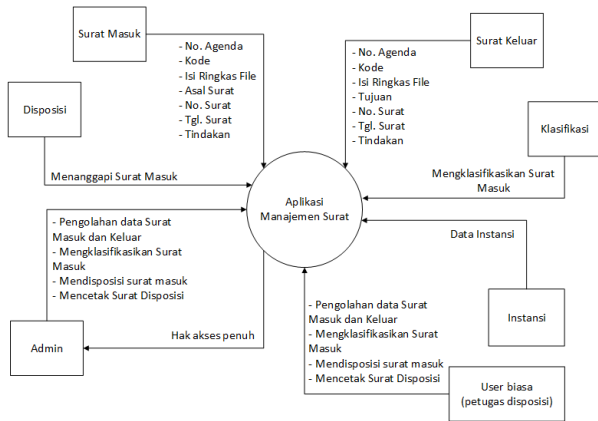 Surat Masuk
- No. Agenda
- Kode
- Isi Ringkas File
- Asal Surat
- No. Surat
- Tgl. Surat
- Tindakan
Surat Keluar
- No. Agenda
- Kode
- Isi Ringkas File
- Tujuan
- No. Surat
- Tgl. Surat
- Tindakan
Disposisi
Menanggapi Surat Masuk
Klasifikasi
Mengklasifikasikan Surat
Masuk
Aplikasi
Manajemen Surat
- Pengolahan data Surat
Masuk dan Keluar
- Mengklasifikasikan Surat
Masuk
- Mendisposisi surat masuk
- Mencetak Surat Disposisi
Data Instansi
Instansi
Admin
Hak akses penuh
- Pengolahan data Surat
Masuk dan Keluar
- Mengklasifikasikan Surat
Masuk
- Mendisposisi surat masuk
- Mencetak Surat Disposisi
User biasa
(petugas disposisi)